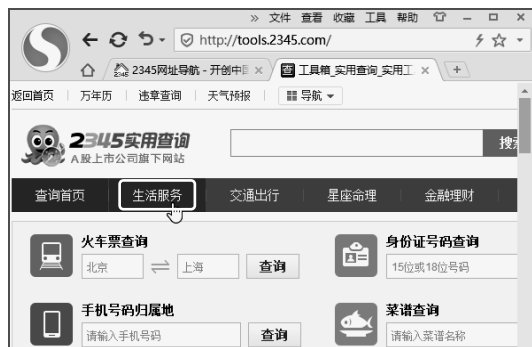 » 文件 查看 收藏 工具 帮助
http://tools.2345.com/
2345网址导航 - 开创中 工具箱_实用查询_实用工
返回首页 万年历 违章查询 天气预报 导航
2345实用查询
A股上市公司旗下网站
搜
查询首页 生活服务 交通出行 星座命理 金融理财
火车票查询 身份证号码查询
北京 上海 查询 15位或18位号码
手机号码归属地 菜谱查询
请输入手机号码 查询 请输入菜谱名称